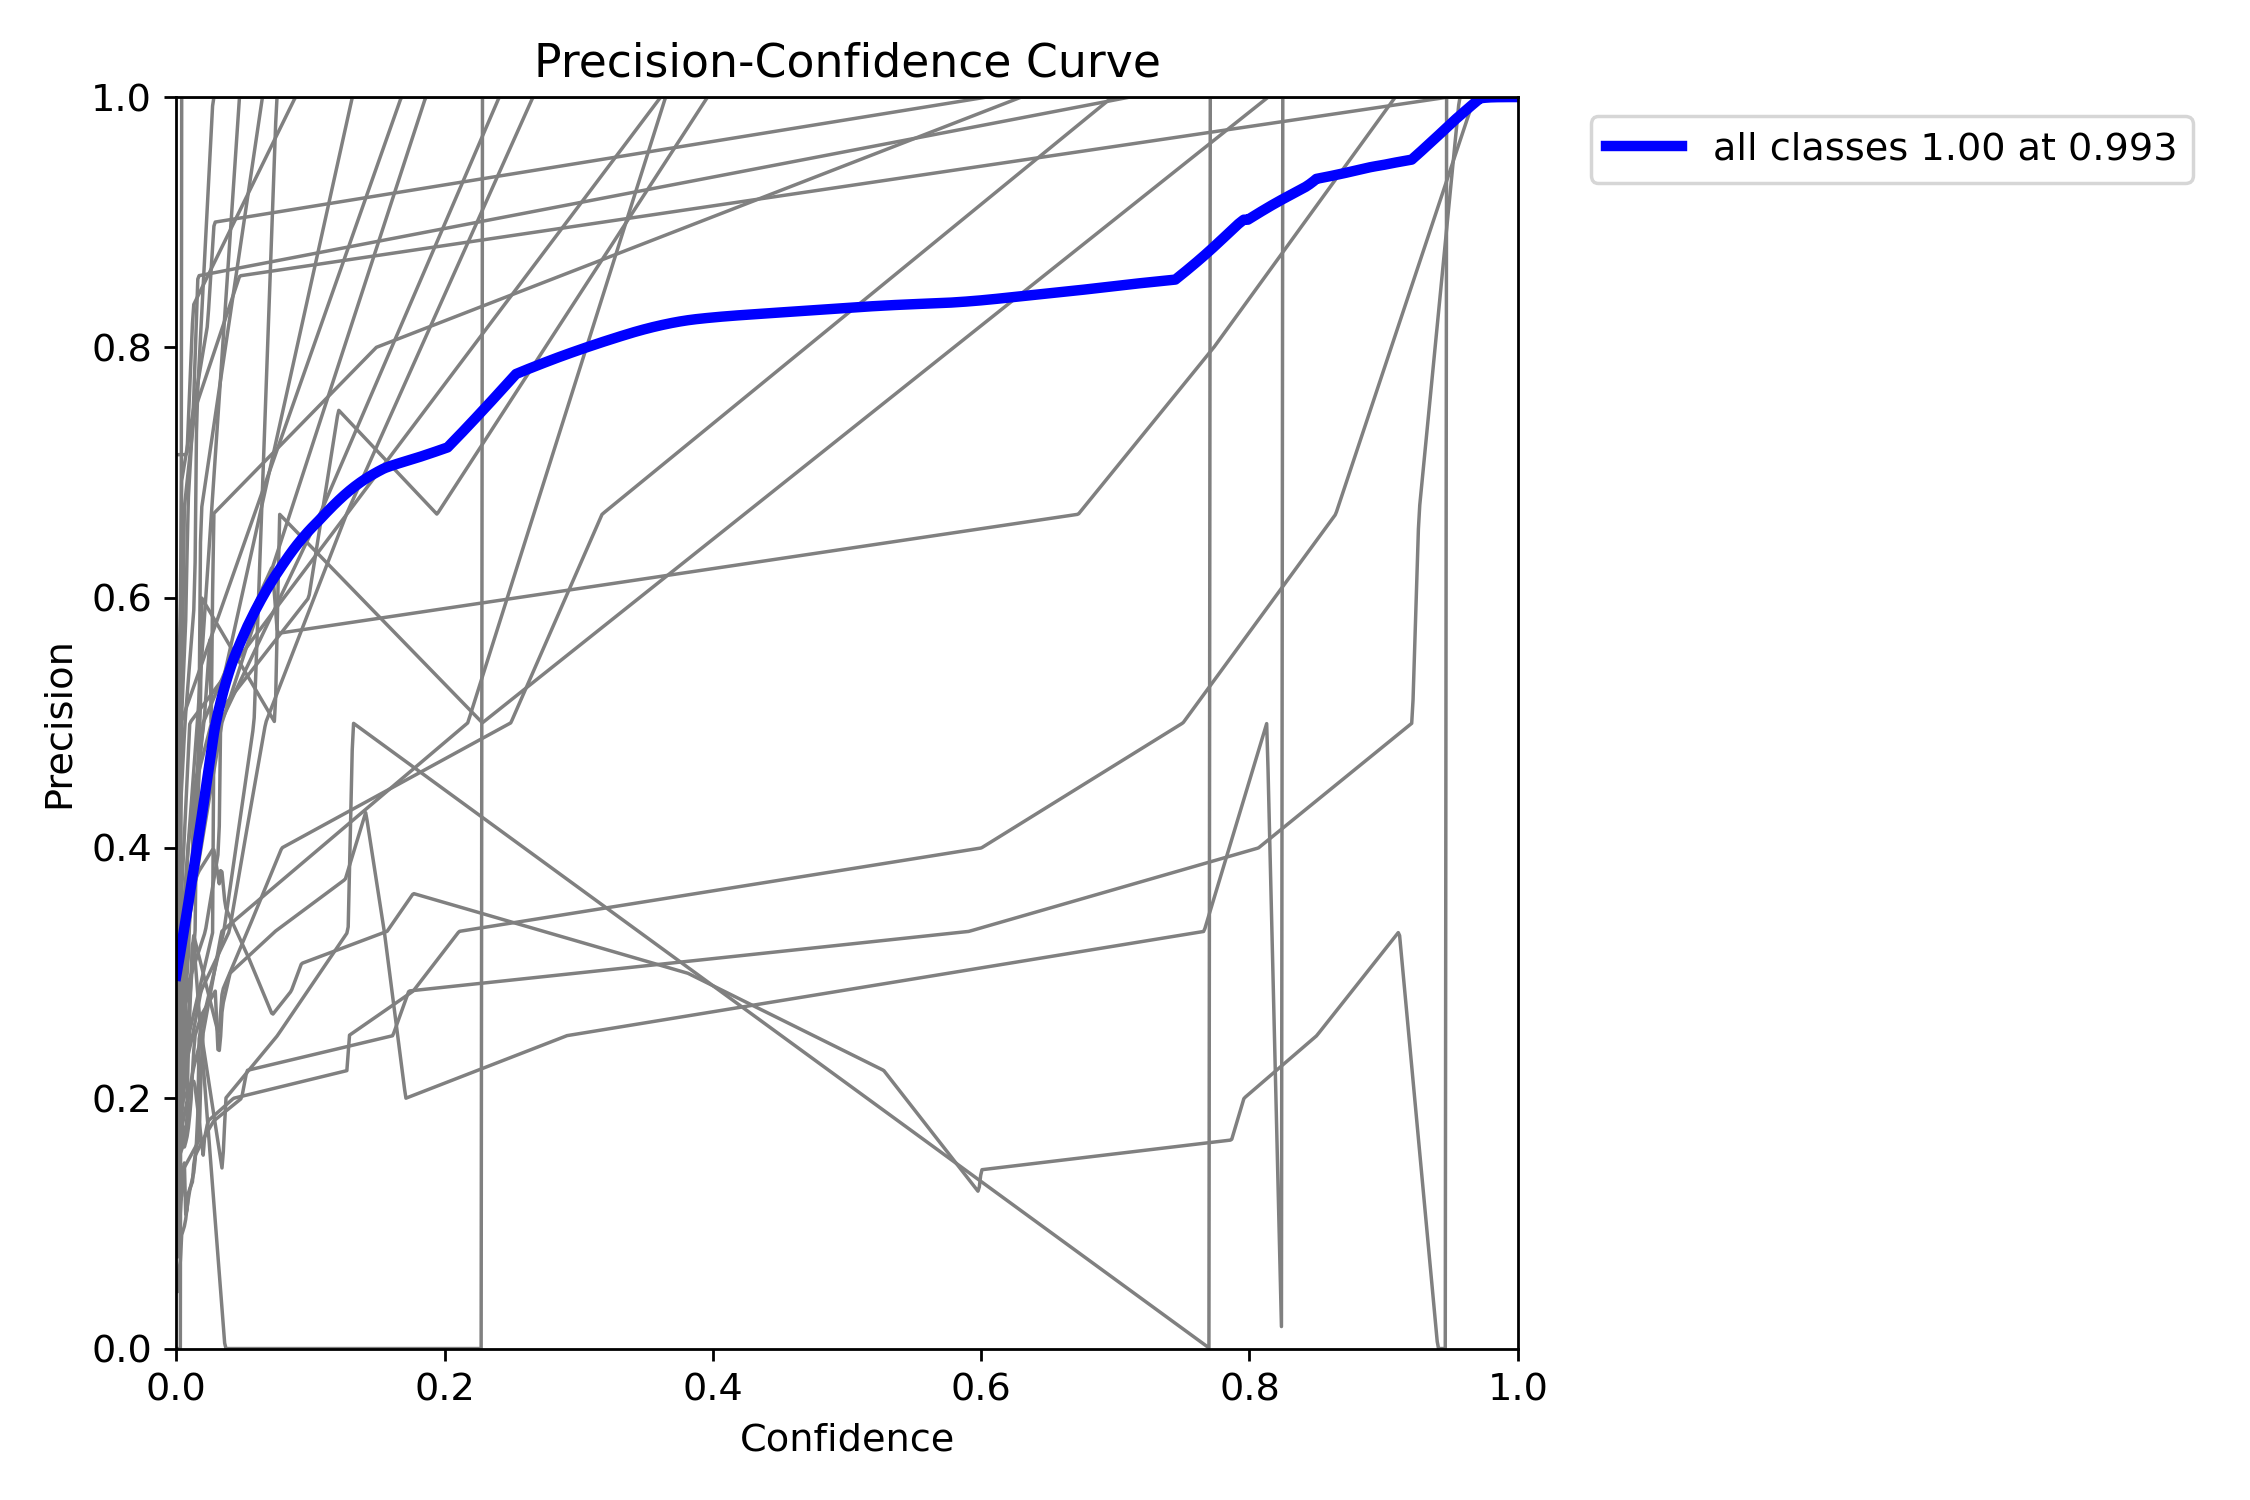 Precision-Confidence Curve
1.0
0.8
0.6
0.4
0.2
0.0
Precision
0.0 0.2 0.4 0.6 0.8 1.0
Confidence
all classes 1.00 at 0.993